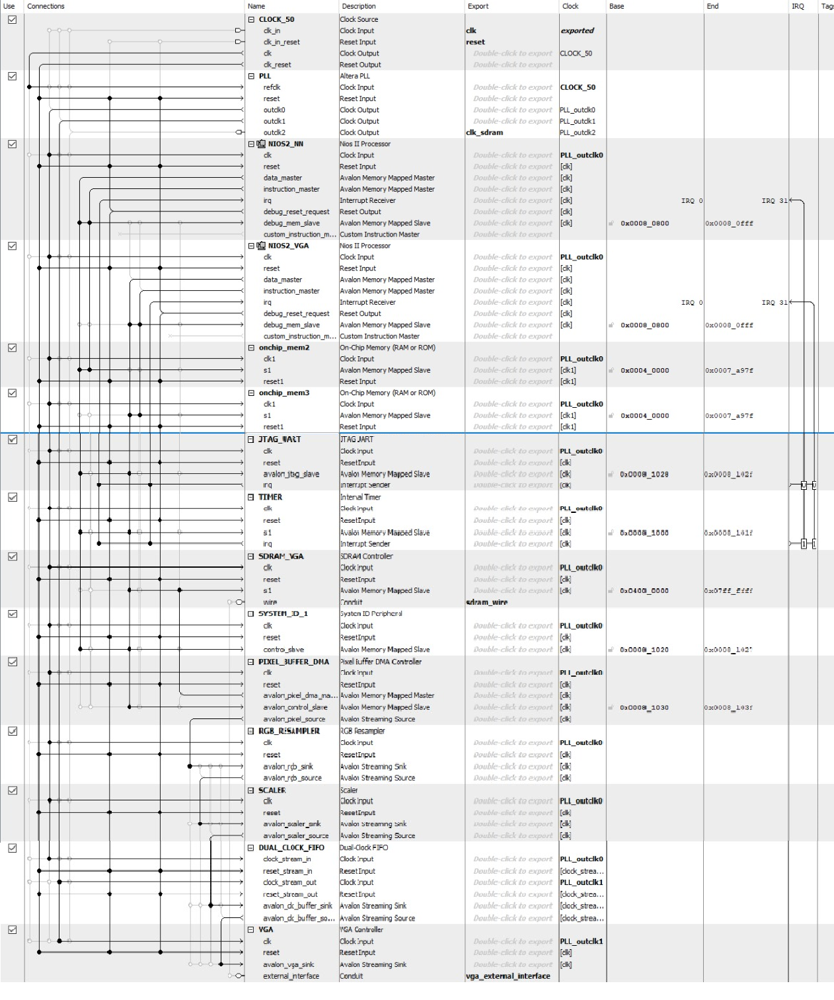 Use Connections Name Description Export Clock Base End IRQ Tags
CLOCK_50 Clock Source
clk_in Clock Input clk exported
clk_in_reset Reset Input reset
clk Clock Output Double-click to export CLOCK_50
clk_reset Reset Output Double-click to export
PLL Altera PLL
refclk Clock Input Double-click to export CLOCK_50
reset Reset Input Double-click to export
outclk0 Clock Output Double-click to export PLL_outclk0
outclk1 Clock Output Double-click to export PLL_outclk1
outclk2 Clock Output clk_sdram PLL_outclk2
NIOS2_NN Nios II Processor
clk Clock Input Double-click to export PLL_outclk0
reset Reset Input Double-click to export [clk]
data_master Avalon Memory Mapped Master Double-click to export [clk]
instruction_master Avalon Memory Mapped Master Double-click to export [clk]
irq Interrupt Receiver Double-click to export [clk] IRQ 0 IRQ 31
debug_reset_request Reset Output Double-click to export [clk]
debug_mem_slave Avalon Memory Mapped Slave Double-click to export [clk] 0x0008_0800 0x0008_0fff
custom_instruction_m... Custom Instruction Master Double-click to export
NIOS2_VGA Nios II Processor
clk Clock Input Double-click to export PLL_outclk0
reset Reset Input Double-click to export [clk]
data_master Avalon Memory Mapped Master Double-click to export [clk]
instruction_master Avalon Memory Mapped Master Double-click to export [clk]
irq Interrupt Receiver Double-click to export [clk] IRQ 0 IRQ 31
debug_reset_request Reset Output Double-click to export [clk]
debug_mem_slave Avalon Memory Mapped Slave Double-click to export [clk] 0x0008_0800 0x0008_0fff
custom_instruction_m... Custom Instruction Master Double-click to export
onchip_mem2 On-Chip Memory (RAM or ROM)
clk1 Clock Input Double-click to export PLL_outclk0
s1 Avalon Memory Mapped Slave Double-click to export [clk1] 0x0004_0000 0x0007_a97f
reset1 Reset Input Double-click to export [clk1]
onchip_mem3 On-Chip Memory (RAM or ROM)
clk1 Clock Input Double-click to export PLL_outclk0
s1 Avalon Memory Mapped Slave Double-click to export [clk1] 0x0004_0000 0x0007_a97f
reset1 Reset Input Double-click to export [clk1]
JTAG_UART JTAG UART
clk Clock Input Double-click to export PLL_outclk0
reset Reset Input Double-click to export [clk]
avalon_jtag_slave Avalon Memory Mapped Slave Double-click to export [clk] 0x0008_1028 0x0008_102f
irq Interrupt Sender Double-click to export [clk]
TIMER Interval Timer
clk Clock Input Double-click to export PLL_outclk0
reset Reset Input Double-click to export [clk]
s1 Avalon Memory Mapped Slave Double-click to export [clk] 0x0008_1000 0x0008_101f
irq Interrupt Sender Double-click to export [clk] 1 1
SDRAM_VGA SDRAM Controller
clk Clock Input Double-click to export PLL_outclk0
reset Reset Input Double-click to export [clk]
s1 Avalon Memory Mapped Slave Double-click to export [clk] 0x0400_0000 0x07ff_ffff
wire Conduit sdram_wire
SYSTEM_ID_1 System ID Peripheral
clk Clock Input Double-click to export PLL_outclk0
reset Reset Input Double-click to export [clk]
control_slave Avalon Memory Mapped Slave Double-click to export [clk] 0x0008_1020 0x0008_1027
PIXEL_BUFFER_DMA Pixel Buffer DMA Controller
clk Clock Input Double-click to export PLL_outclk0
reset Reset Input Double-click to export [clk]
avalon_pixel_dma_ma... Avalon Memory Mapped Master Double-click to export [clk]
avalon_control_slave Avalon Memory Mapped Slave Double-click to export [clk] 0x0008_1030 0x0008_103f
avalon_pixel_source Avalon Streaming Source Double-click to export [clk]
RGB_RESAMPLER RGB Resampler
clk Clock Input Double-click to export PLL_outclk0
reset Reset Input Double-click to export [clk]
avalon_rgb_sink Avalon Streaming Sink Double-click to export [clk]
avalon_rgb_source Avalon Streaming Source Double-click to export [clk]
SCALER Scaler
clk Clock Input Double-click to export PLL_outclk0
reset Reset Input Double-click to export [clk]
avalon_scaler_sink Avalon Streaming Sink Double-click to export [clk]
avalon_scaler_source Avalon Streaming Source Double-click to export [clk]
DUAL_CLOCK_FIFO Dual-Clock FIFO
clock_stream_in Clock Input Double-click to export PLL_outclk0
reset_stream_in Reset Input Double-click to export [clock_strea...
clock_stream_out Clock Input Double-click to export PLL_outclk1
reset_stream_out Reset Input Double-click to export [clock_strea...
avalon_dc_buffer_sink Avalon Streaming Sink Double-click to export [clock_strea...
avalon_dc_buffer_so... Avalon Streaming Source Double-click to export [clock_strea...
VGA VGA Controller
clk Clock Input Double-click to export PLL_outclk1
reset Reset Input Double-click to export [clk]
avalon_vga_sink Avalon Streaming Sink Double-click to export [clk]
external_interface Conduit vga_external_interface